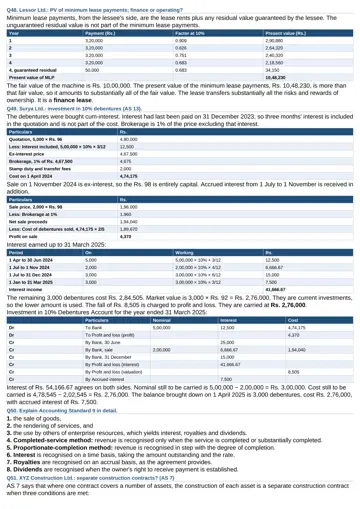 Q48. Lessor Ltd.: PV of minimum lease payments; finance or operating?
Minimum lease payments, from the lessee's side, are the lease rents plus any residual value guaranteed by the lessee. The
unguaranteed residual value is not part of the minimum lease payments.
Year Payment (Rs.) Factor at 10% Present value (Rs.)
1 3,20,000 0.909 2,90,880
2 3,20,000 0.826 2,64,320
3 3,20,000 0.751 2,40,320
4 3,20,000 0.683 2,18,560
4, guaranteed residual 50,000 0.683 34,150
Present value of MLP 10,48,230
The fair value of the machine is Rs. 10,00,000. The present value of the minimum lease payments, Rs. 10,48,230, is more than
that fair value, so it amounts to substantially all of the fair value. The lease transfers substantially all the risks and rewards of
ownership. It is a finance lease.
Q49. Surya Ltd.: investment in 10% debentures (AS 13).
The debentures were bought cum-interest. Interest had last been paid on 31 December 2023, so three months' interest is included
in the quotation and is not part of the cost. Brokerage is 1% of the price excluding that interest.
Particulars Rs.
Quotation, 5,000 × Rs. 96 4,80,000
Less: Interest included, 5,00,000 × 10% × 3/12 12,500
Ex-interest price 4,67,500
Brokerage, 1% of Rs. 4,67,500 4,675
Stamp duty and transfer fees 2,000
Cost on 1 April 2024 4,74,175
Sale on 1 November 2024 is ex-interest, so the Rs. 98 is entirely capital. Accrued interest from 1 July to 1 November is received in
addition.
Particulars Rs.
Sale price, 2,000 × Rs. 98 1,96,000
Less: Brokerage at 1% 1,960
Net sale proceeds 1,94,040
Less: Cost of debentures sold, 4,74,175 × 2/5 1,89,670
Profit on sale 4,370
Interest earned up to 31 March 2025:
Period On Working Rs.
1 Apr to 30 Jun 2024 5,000 5,00,000 × 10% × 3/12 12,500
1 Jul to 1 Nov 2024 2,000 2,00,000 × 10% × 4/12 6,666.67
1 Jul to 31 Dec 2024 3,000 3,00,000 × 10% × 6/12 15,000
1 Jan to 31 Mar 2025 3,000 3,00,000 × 10% × 3/12 7,500
Interest income 41,666.67
The remaining 3,000 debentures cost Rs. 2,84,505. Market value is 3,000 × Rs. 92 = Rs. 2,76,000. They are current investments,
so the lower amount is used. The fall of Rs. 8,505 is charged to profit and loss. They are carried at Rs. 2,76,000.
Investment in 10% Debentures Account for the year ended 31 March 2025:
Particulars Nominal Interest Cost
Dr To Bank 5,00,000 12,500 4,74,175
Dr To Profit and loss (profit) 4,370
Cr By Bank, 30 June 25,000
Cr By Bank, sale 2,00,000 6,666.67 1,94,040
Cr By Bank, 31 December 15,000
Dr To Profit and loss (interest) 41,666.67
Cr By Profit and loss (valuation) 8,505
Cr By Accrued interest 7,500
Interest of Rs. 54,166.67 agrees on both sides. Nominal still to be carried is 5,00,000 − 2,00,000 = Rs. 3,00,000. Cost still to be
carried is 4,78,545 − 2,02,545 = Rs. 2,76,000. The balance brought down on 1 April 2025 is 3,000 debentures, cost Rs. 2,76,000,
with accrued interest of Rs. 7,500.
Q50. Explain Accounting Standard 9 in detail.
1. the sale of goods,
2. the rendering of services, and
3. the use by others of enterprise resources, which yields interest, royalties and dividends.
4. Completed-service method: revenue is recognised only when the service is completed or substantially completed.
5. Proportionate-completion method: revenue is recognised in step with the degree of completion.
6. Interest is recognised on a time basis, taking the amount outstanding and the rate.
7. Royalties are recognised on an accrual basis, as the agreement provides.
8. Dividends are recognised when the owner's right to receive payment is established.
Q51. XYZ Construction Ltd.: separate construction contracts? (AS 7)
AS 7 says that where one contract covers a number of assets, the construction of each asset is a separate construction contract
when three conditions are met: